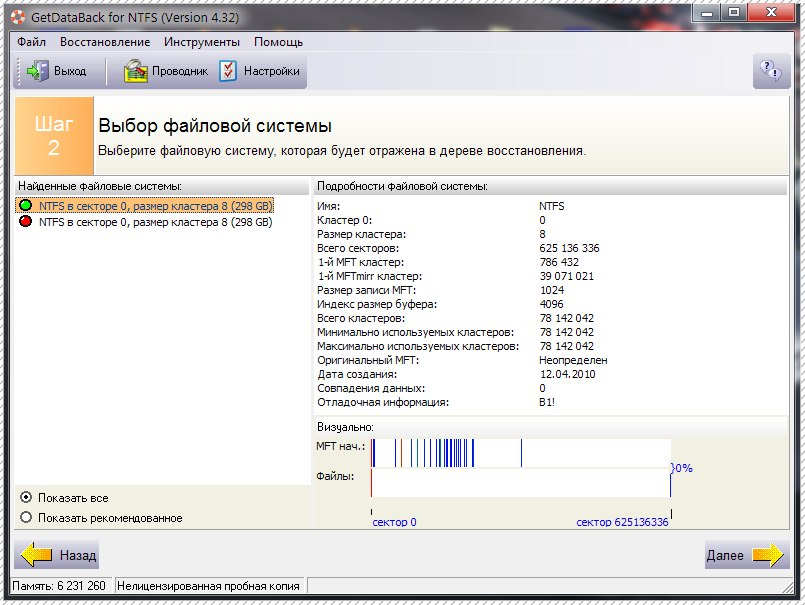 GetDataBack for NTFS (Version 4.32)
Файл Восстановление Инструменты Помощь
Выход Проводник Настройки
Шаг 2
Выбор файловой системы
Выберите файловую систему, которая будет отражена в дереве восстановления.
Найденные файловые системы:
NTFS в секторе 0, размер кластера 8 (298 GB)
NTFS в секторе 0, размер кластера 8 (298 GB)
Показать все
Показать рекомендованное
Подробности файловой системы:
Имя: NTFS
Кластер 0: 0
Размер кластера: 8
Всего секторов: 625 136 336
1-й MFT кластер: 786 432
1-й MFTmirr кластер: 39 071 021
Размер записи MFT: 1024
Индекс размер буфера: 4096
Всего кластеров: 78 142 042
Минимально используемых кластеров: 78 142 042
Максимально используемых кластеров: 78 142 042
Оригинальный MFT: Неопределен
Дата создания: 12.04.2010
Совпадения данных: 0
Отладочная информация: B1!
Визуально:
MFT нач.:
}0%
Файлы:
сектор 0 сектор 625136336
Назад Далее
Память: 6 231 260 Нелицензированная пробная копия